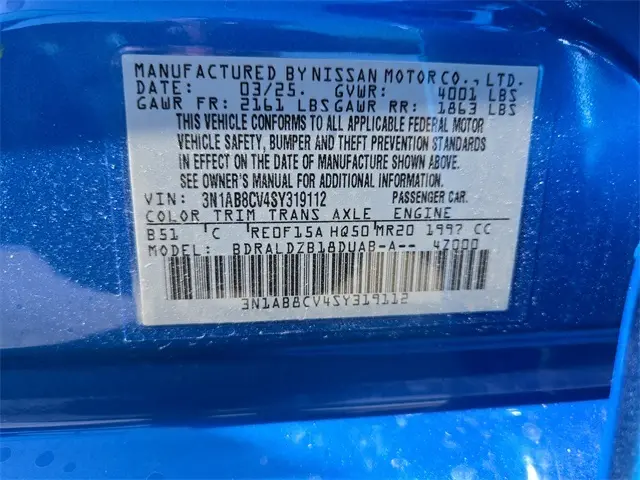 MANUFACTURED BY NISSAN MOTOR CO., LTD.
DATE: 03/25. GVWR: 4001 LBS
GAWR FR: 2161 LBS GAWR RR: 1863 LBS
THIS VEHICLE CONFORMS TO ALL APPLICABLE FEDERAL MOTOR
VEHICLE SAFETY, BUMPER AND THEFT PREVENTION STANDARDS
IN EFFECT ON THE DATE OF MANUFACTURE SHOWN ABOVE.
SEE OWNER'S MANUAL FOR ADDITIONAL INFORMATION.
VIN: 3N1AB8CV4SY319112 PASSENGER CAR.
COLOR TRIM TRANS AXLE ENGINE
B51 'C 'RE0F15A HQ50 MR20 1997 CC
MODEL: BDRALDZB18DUAB-A-- 4Z000
3N1AB8CV4SY319112